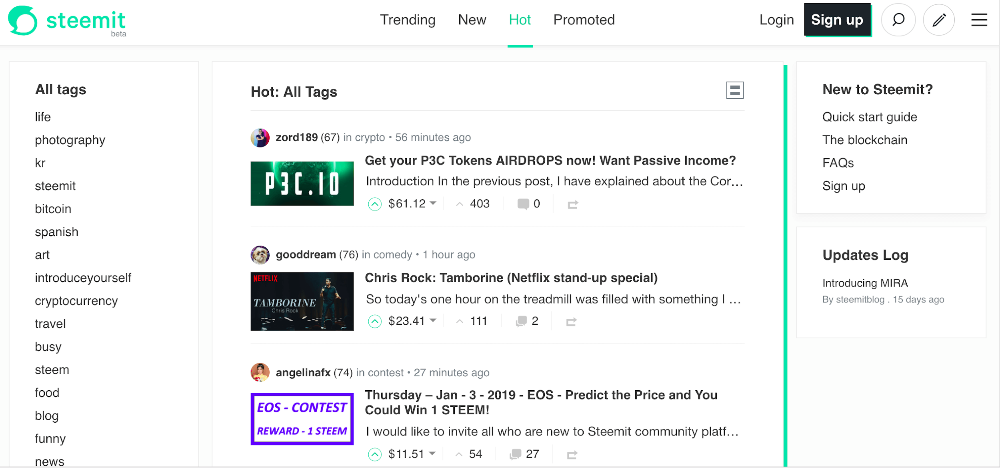 steemit
beta
Trending New Hot Promoted
Login Sign up
All tags
life
photography
kr
steemit
bitcoin
spanish
art
introduceyourself
cryptocurrency
travel
busy
steem
food
blog
funny
news
Hot: All Tags
zord189 (67) in crypto • 56 minutes ago
P3C.IO
Get your P3C Tokens AIRDROPS now! Want Passive Income?
Introduction In the previous post, I have explained about the Cor...
$61.12 403 0
gooddream (76) in comedy • 1 hour ago
NETFLIX
TAMBORINE
Chris Rock
Chris Rock: Tamborine (Netflix stand-up special)
So today's one hour on the treadmill was filled with something I ...
$23.41 111 2
angelinafx (74) in contest • 27 minutes ago
EOS - CONTEST
REWARD - 1 STEEM
Thursday – Jan - 3 - 2019 - EOS - Predict the Price and You
Could Win 1 STEEM!
I would like to invite all who are new to Steemit community platf...
$11.51 54 27
New to Steemit?
Quick start guide
The blockchain
FAQs
Sign up
Updates Log
Introducing MIRA
By steemitblog . 15 days ago